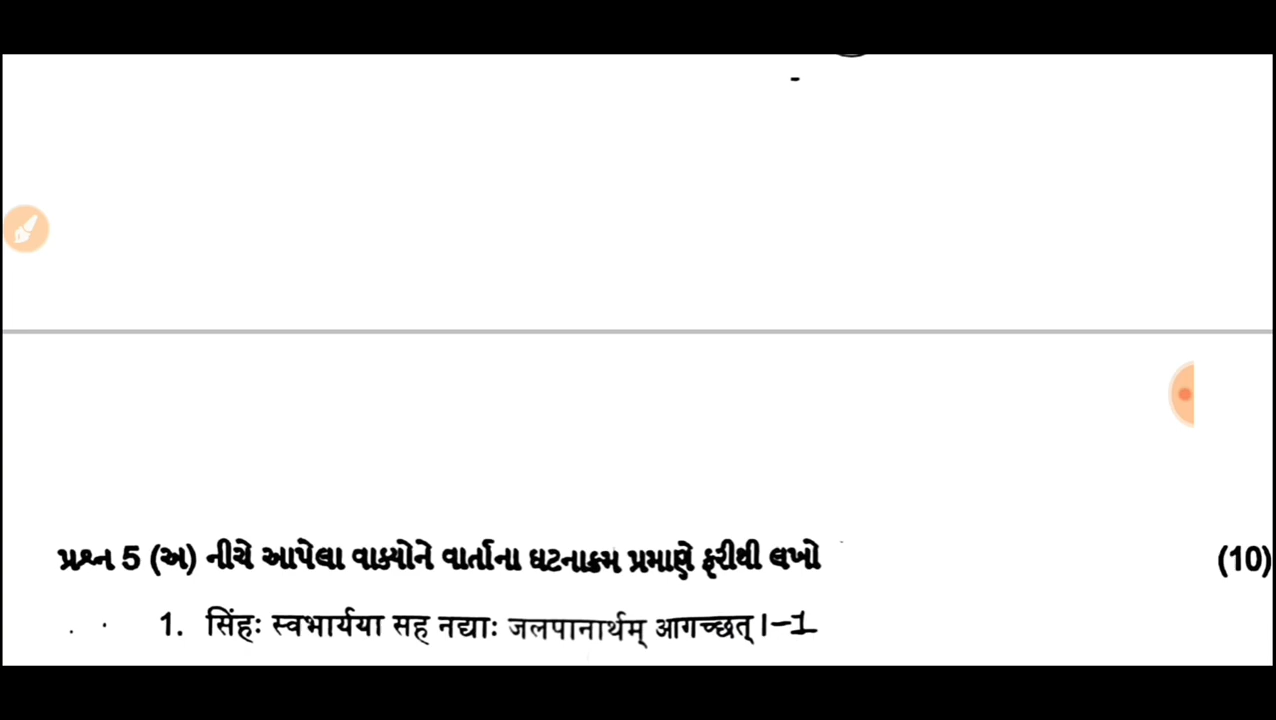 પ્રશ્ન 5 (અ) નીચે આપેલા વાક્યોને વાર્તાના ઘટનાક્રમ પ્રમાણે ફરીથી લખો (10)
1. सिंहः स्वभार्यया सह नद्याः जलपानार्थम् आगच्छत् ।-1